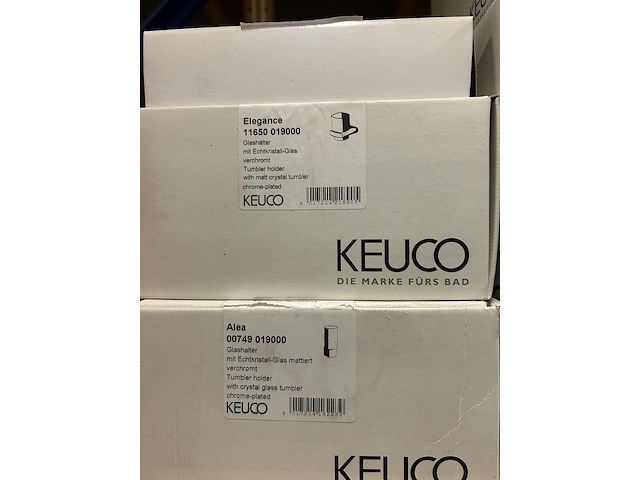 KEUCO
Elegance
11650 019000
Glashalter
mit Echtkristall-Glas
verchromt
Tumbler holder
with matt crystal tumbler
chrome-plated
KEUCO
KEUCO
DIE MARKE FÜRS BAD
Alea
00749 019000
Glashalter
mit Echtkristall-Glas mattiert
verchromt
Tumbler holder
with crystal glass tumbler
chrome-plated
KEUCO
KEUCO